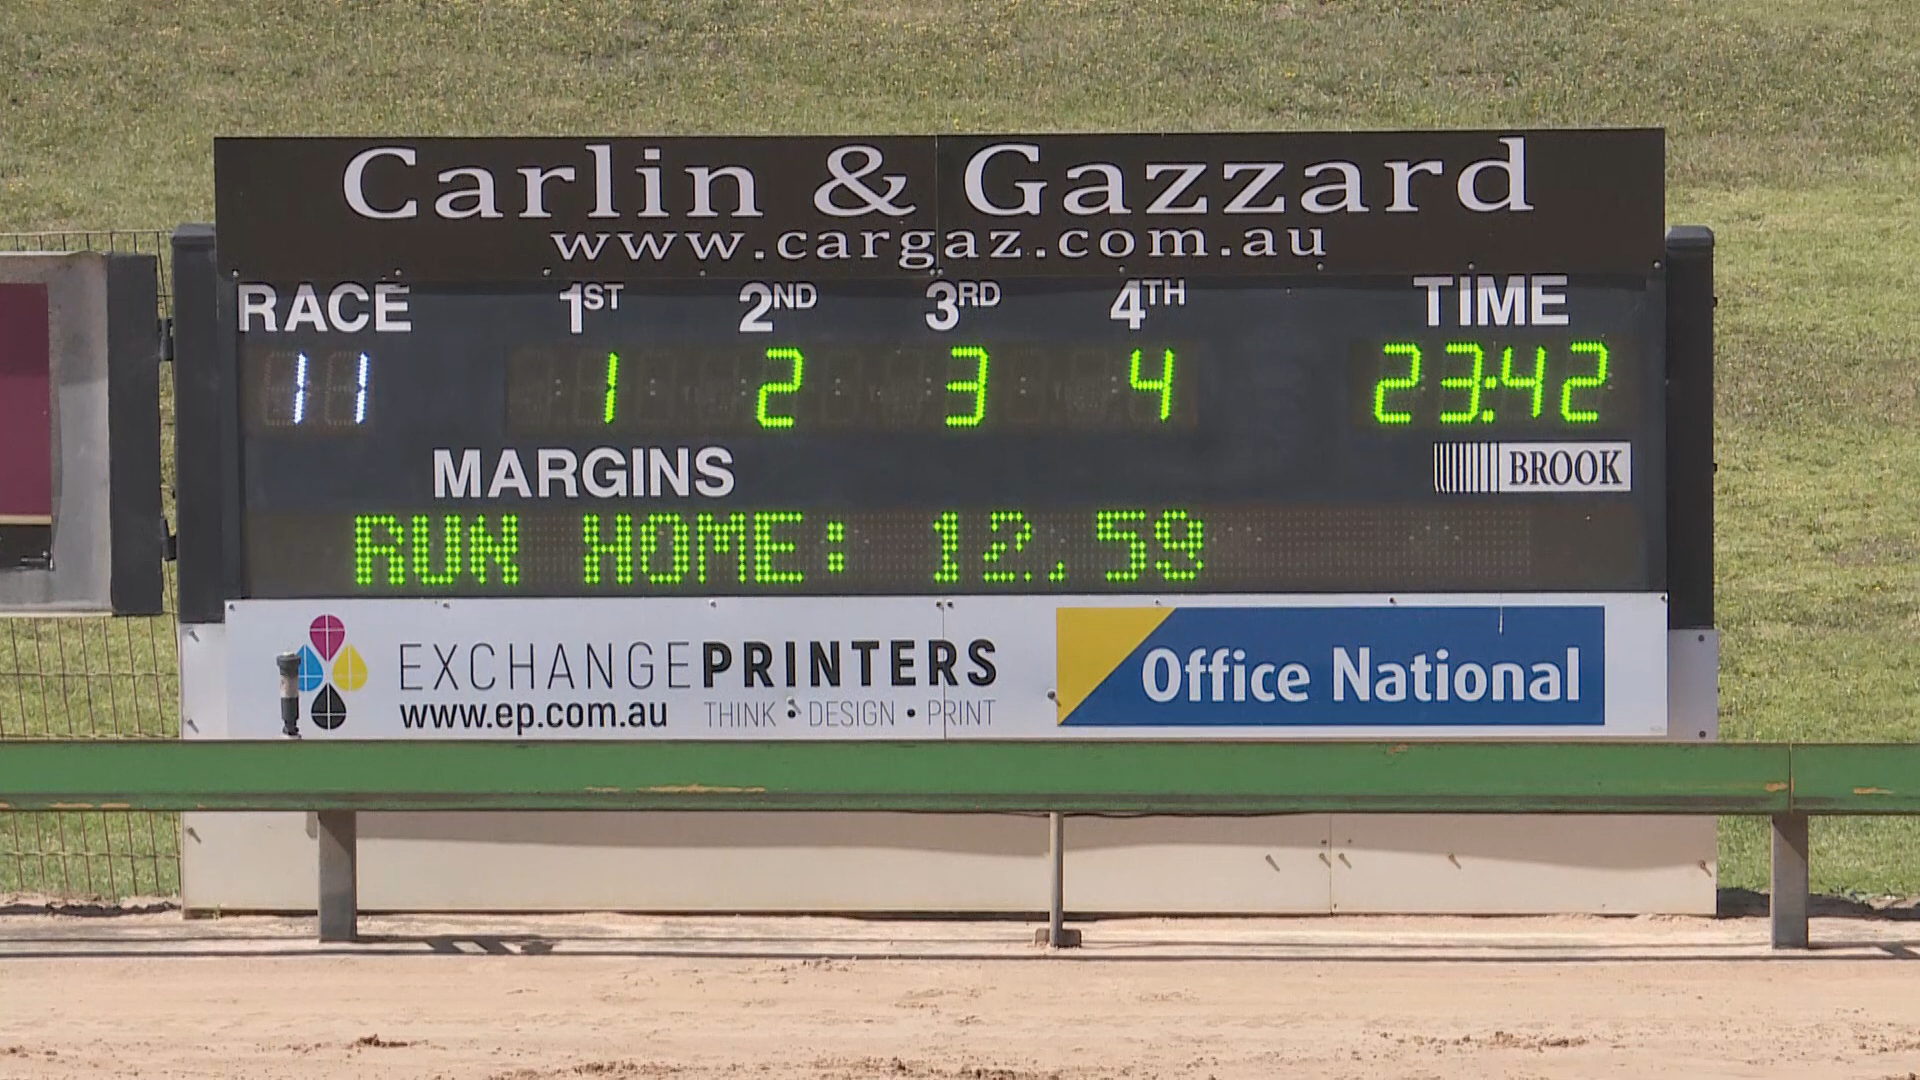 Carlin & Gazzard
www.cargaz.com.au
RACE 1ST 2ND 3RD 4TH TIME
11 1 2 3 4 23:42
MARGINS BROOK
RUN HOME: 12.59
EXCHANGEPRINTERS
www.ep.com.au THINK • DESIGN • PRINT
Office National